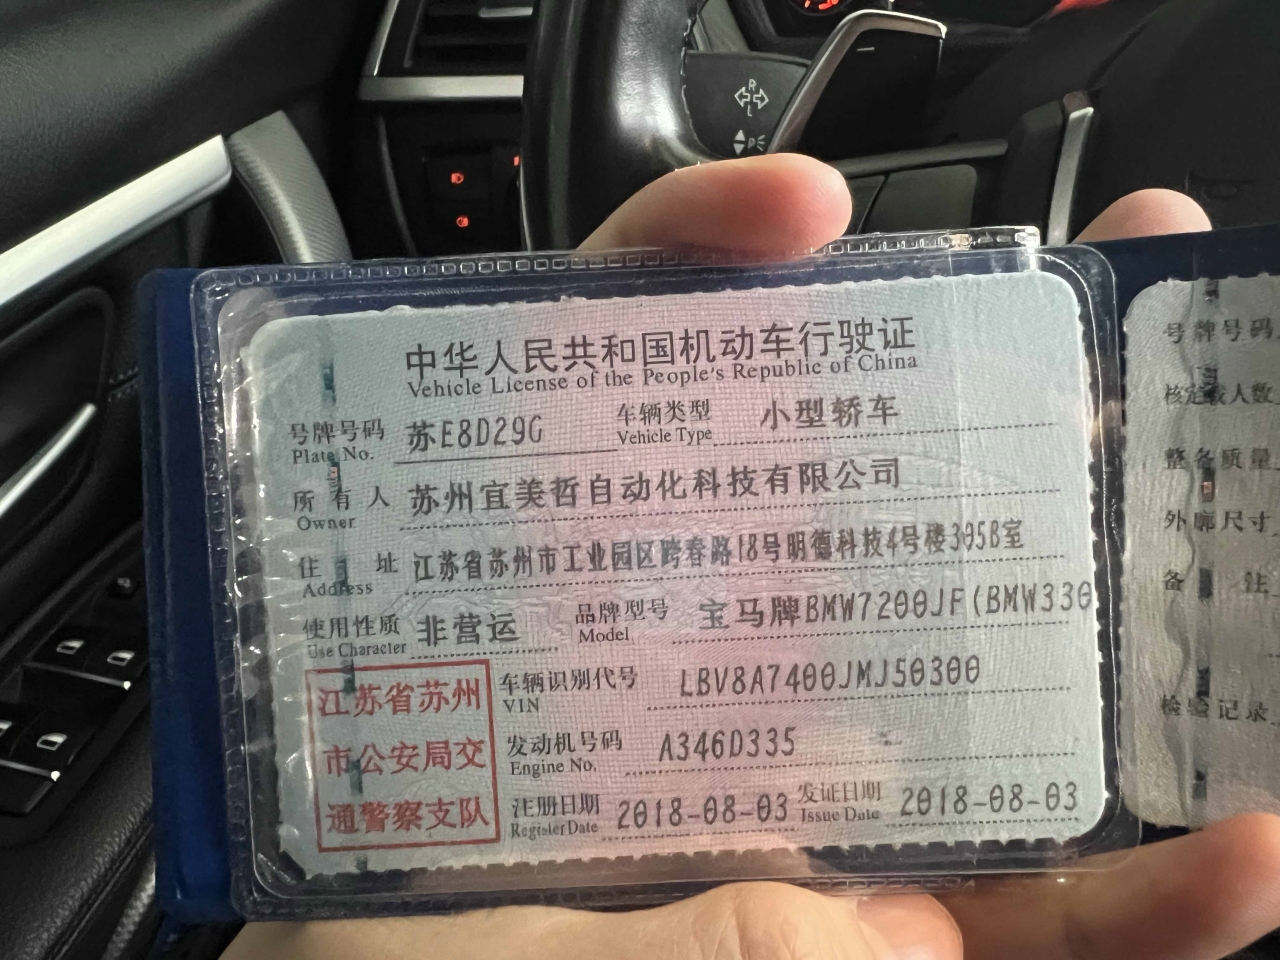 中华人民共和国机动车行驶证
Vehicle License of the People's Republic of China
号牌号码 苏E8D29G 车辆类型 小型轿车
Plate No. Vehicle Type
所有人 苏州宜美哲自动化科技有限公司
Owner
住址 江苏省苏州市工业园区跨春路18号明德科技4号楼305B室
Address
使用性质 非营运 品牌型号 宝马牌BMW7200JF(BMW330
Use Character Model
江苏省苏州
市公安局交
通警察支队
车辆识别代号 LBV8A7400JMJ50300
VIN
发动机号码 A346D335
Engine No.
注册日期 2018-08-03 发证日期 2018-08-03
Register Date Issue Date
号牌号码
核定载人数
整备质量
外廓尺寸
备注
检验记录
R
L